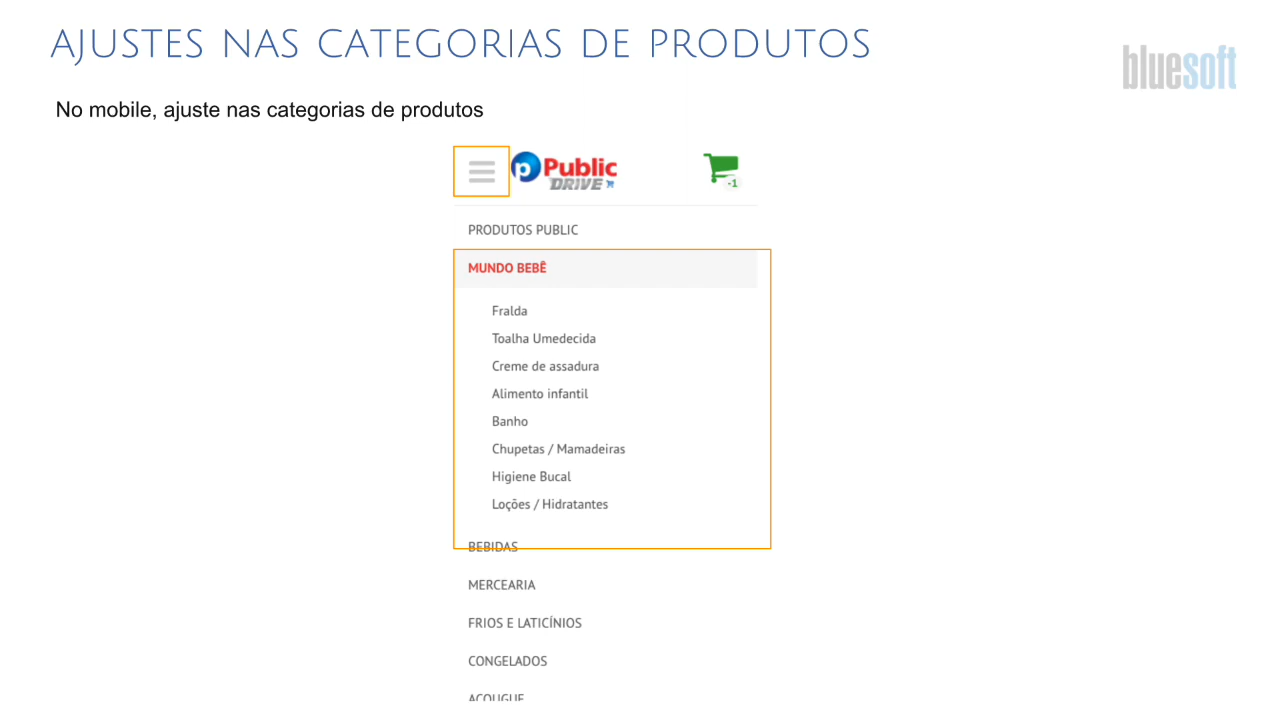 AJUSTES NAS CATEGORIAS DE PRODUTOS
bluesoft
No mobile, ajuste nas categorias de produtos
p Public
DRIVE
-1
PRODUTOS PUBLIC
MUNDO BEBÊ
Fralda
Toalha Umedecida
Creme de assadura
Alimento infantil
Banho
Chupetas / Mamadeiras
Higiene Bucal
Loções / Hidratantes
BEBIDAS
MERCEARIA
FRIOS E LATICÍNIOS
CONGELADOS
AÇOUGUE